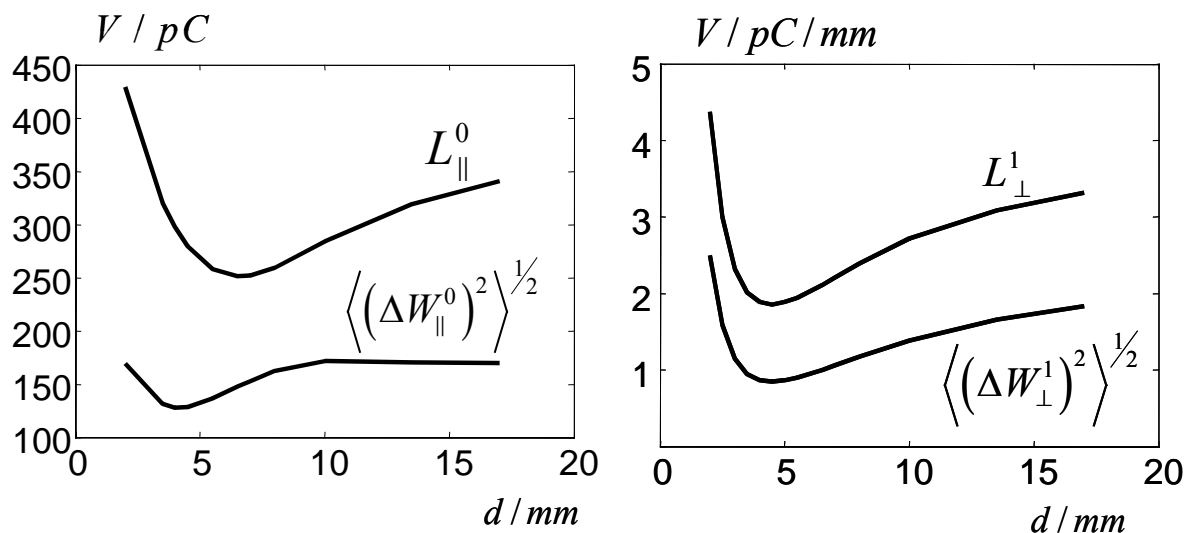 V / pC
450
400
350
300
250
200
150
100
0 5 10 15 20
d / mm
L∥^0
⟨(ΔW∥^0)^2⟩^1/2
V / pC / mm
5
4
3
2
1
0 5 10 15 20
d / mm
L⊥^1
⟨(ΔW⊥^1)^2⟩^1/2